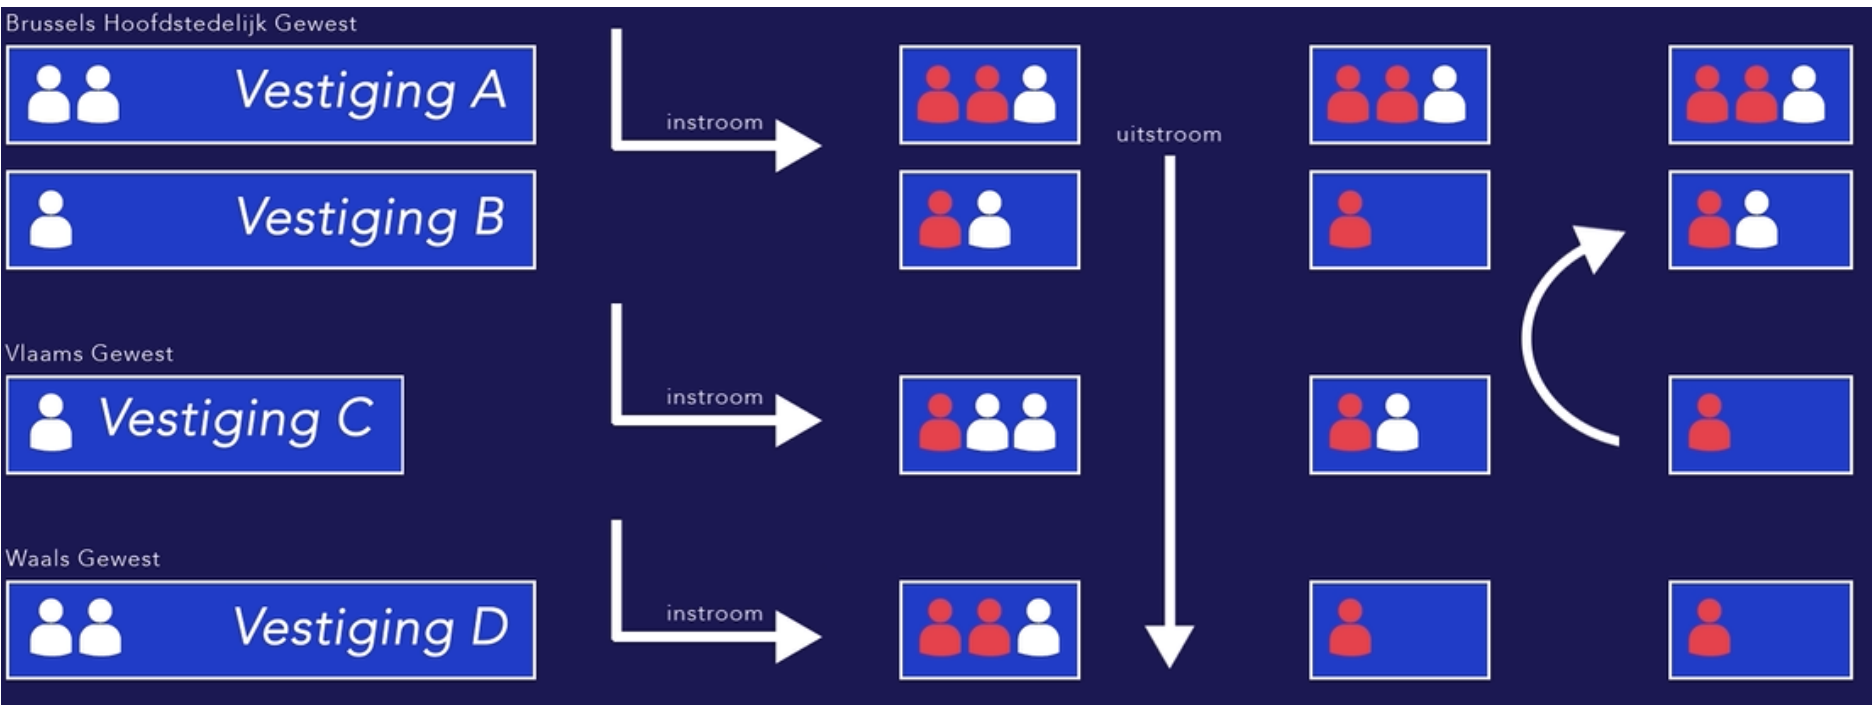 Brussels Hoofdstedelijk Gewest
Vestiging A
instroom
uitstroom
Vestiging B
Vlaams Gewest
Vestiging C
instroom
Waals Gewest
Vestiging D
instroom